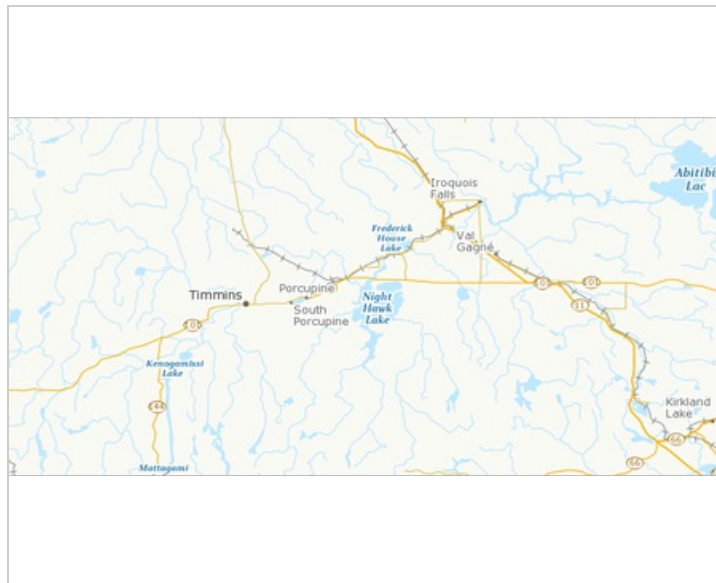 Iroquois
Falls
Abitibi
Lac
Frederick
House
Lake
Val
Gagné
Porcupine
Night
Hawk
Lake
101
101
Timmins
South
Porcupine
11
101
Kenogamissi
Lake
144
Kirkland
Lake
66
66
Mattagami